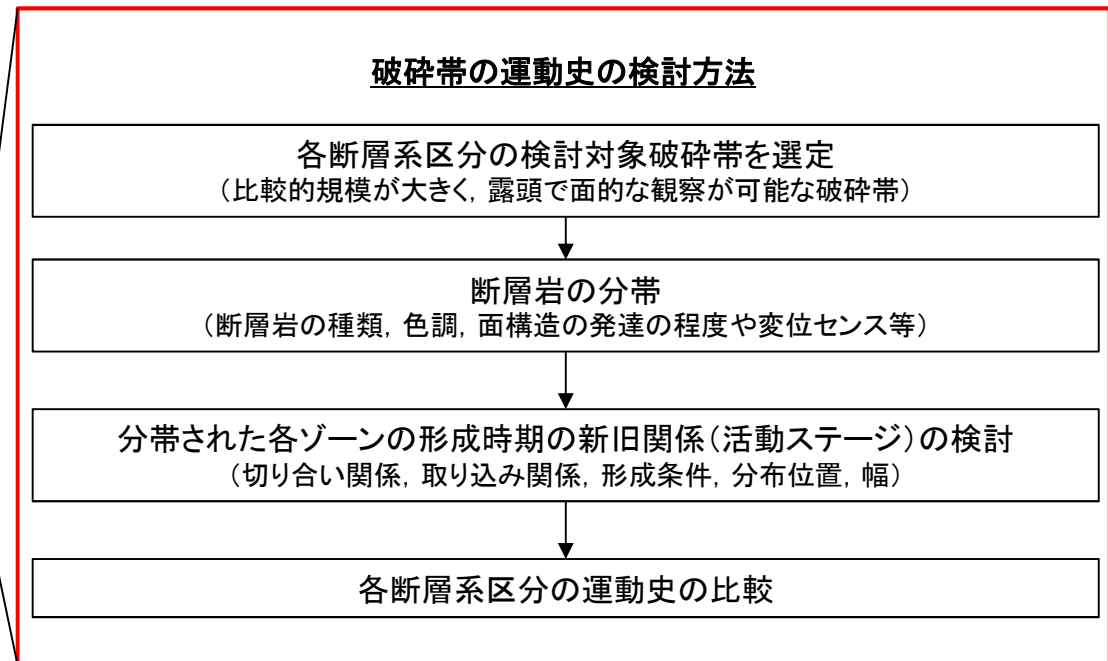 破砕帯の運動史の検討方法
各断層系区分の検討対象破砕帯を選定
（比較的規模が大きく，露頭で面的な観察が可能な破砕帯）
断層岩の分帯
（断層岩の種類，色調，面構造の発達の程度や変位センス等）
分帯された各ゾーンの形成時期の新旧関係（活動ステージ）の検討
（切り合い関係，取り込み関係，形成条件，分布位置，幅）
各断層系区分の運動史の比較